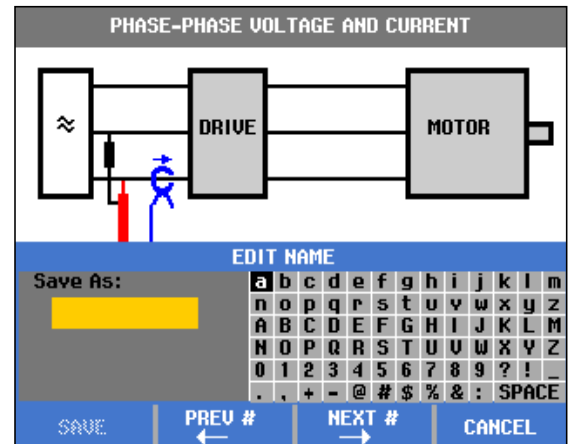 PHASE-PHASE VOLTAGE AND CURRENT
≈
DRIVE
MOTOR
EDIT NAME
Save As:
a b c d e f g h i j k l m
n o p q r s t u v w x y z
A B C D E F G H I J K L M
N O P Q R S T U V W X Y Z
0 1 2 3 4 5 6 7 8 9 ? ! _
. , + - @ # $ % & : SPACE
SAVE
PREV #
NEXT #
CANCEL